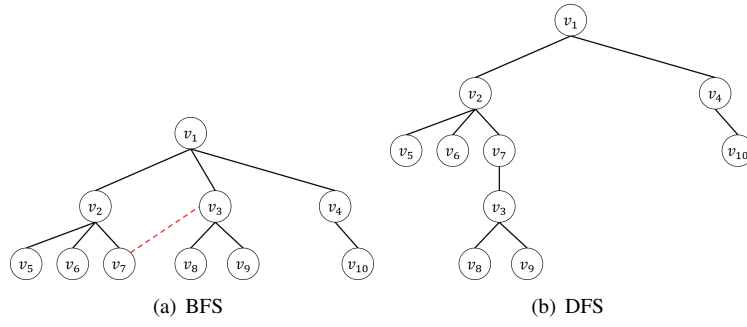 v₁
v₁
v₂ v₄
v₅ v₆ v₇ v₁₀
v₂ v₃ v₄
v₃
v₅ v₆ v₇ v₈ v₉ v₁₀
v₈ v₉
(a) BFS (b) DFS